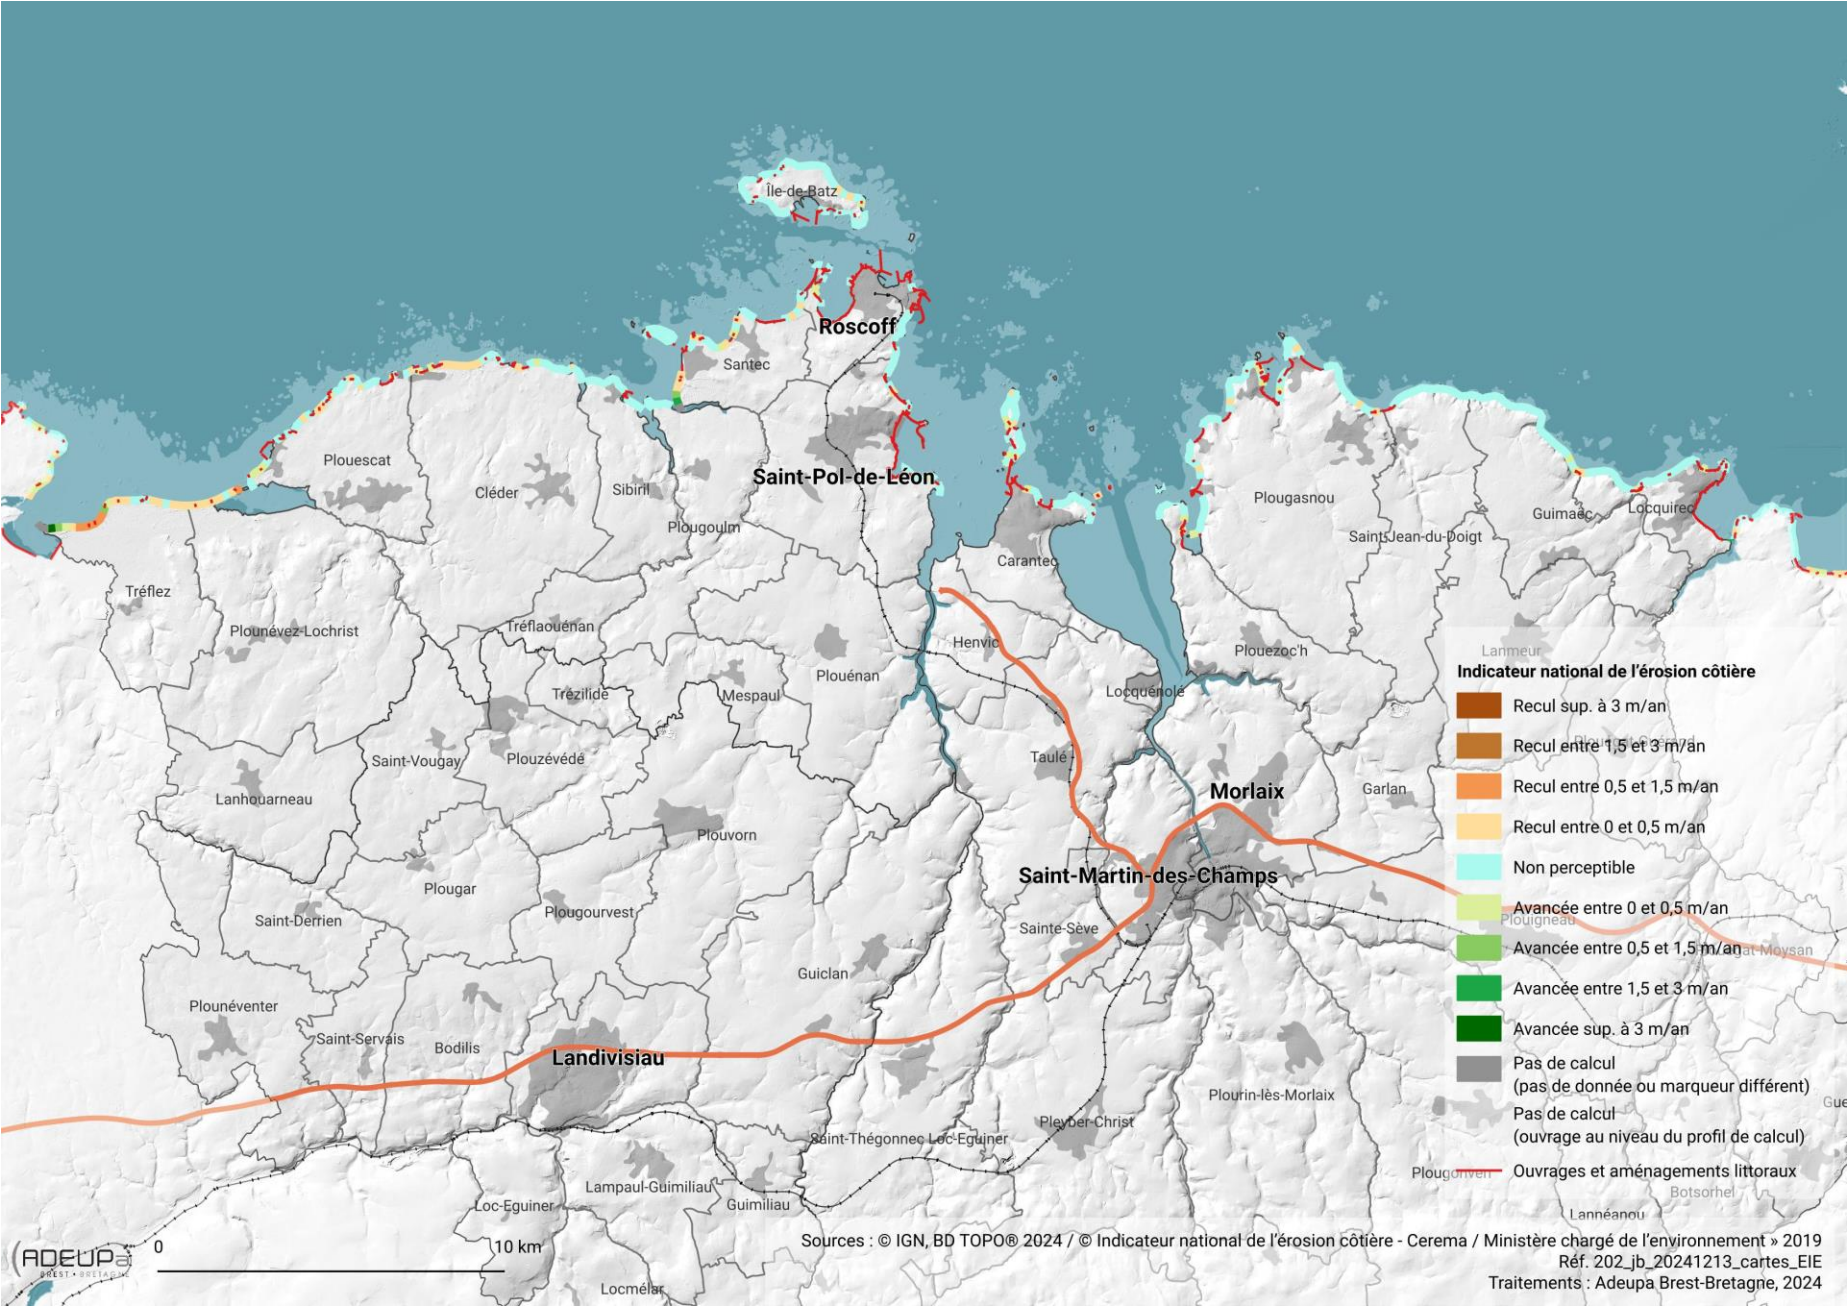 Île-de-Batz
Roscoff
Santec
Plouescat
Cléder
Sibiril
Saint-Pol-de-Léon
Plougoulm
Plougasnou
Guimaëc
Locquirec
Saint-Jean-du-Doigt
Carantec
Tréflez
Plounévez-Lochrist
Tréflaouénan
Henvic
Plouezoc'h
Lanmeur
Plouénan
Trézilidé
Mespaul
Locquénolé
Saint-Vougay
Plouzévédé
Taulé
Lanhouarneau
Morlaix
Garlan
Plouvorn
Saint-Martin-des-Champs
Plougar
Plougourvest
Saint-Derrien
Sainte-Sève
Plouigneau
Guiclan
Plounéventer
Saint-Servais
Bodilis
Landivisiau
Plourin-lès-Morlaix
Pleyber-Christ
Saint-Thégonnec Loc-Eguiner
Lampaul-Guimiliau
Guimiliau
Loc-Eguiner
Locmélar
Plougonven
Botsorhel
Lannéanou
Gue
Indicateur national de l'érosion côtière
Recul sup. à 3 m/an
Recul entre 1,5 et 3 m/an
Recul entre 0,5 et 1,5 m/an
Recul entre 0 et 0,5 m/an
Non perceptible
Avancée entre 0 et 0,5 m/an
Avancée entre 0,5 et 1,5 m/an
Avancée entre 1,5 et 3 m/an
Avancée sup. à 3 m/an
Pas de calcul
(pas de donnée ou marqueur différent)
Pas de calcul
(ouvrage au niveau du profil de calcul)
Ouvrages et aménagements littoraux
ADEUPa
BREST • BRETAGNE
0
10 km
Sources : © IGN, BD TOPO® 2024 / © Indicateur national de l'érosion côtière - Cerema / Ministère chargé de l'environnement » 2019
Réf. 202_jb_20241213_cartes_EIE
Traitements : Adeupa Brest-Bretagne, 2024